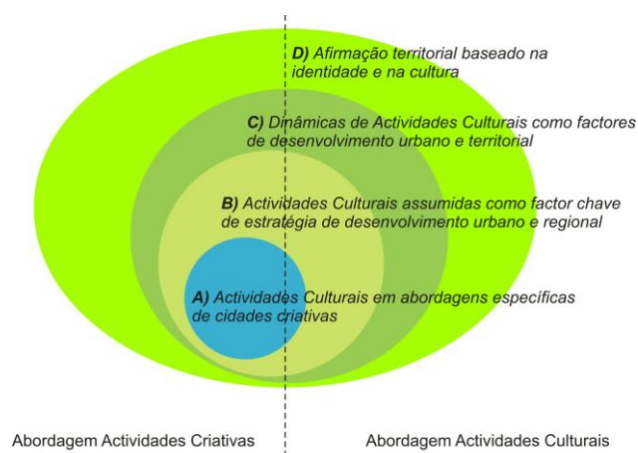 D) Afirmação territorial baseado na
identidade e na cultura
C) Dinâmicas de Actividades Culturais como factores
de desenvolvimento urbano e territorial
B) Actividades Culturais assumidas como factor chave
de estratégia de desenvolvimento urbano e regional
A) Actividades Culturais em abordagens específicas
de cidades criativas
Abordagem Actividades Criativas
Abordagem Actividades Culturais